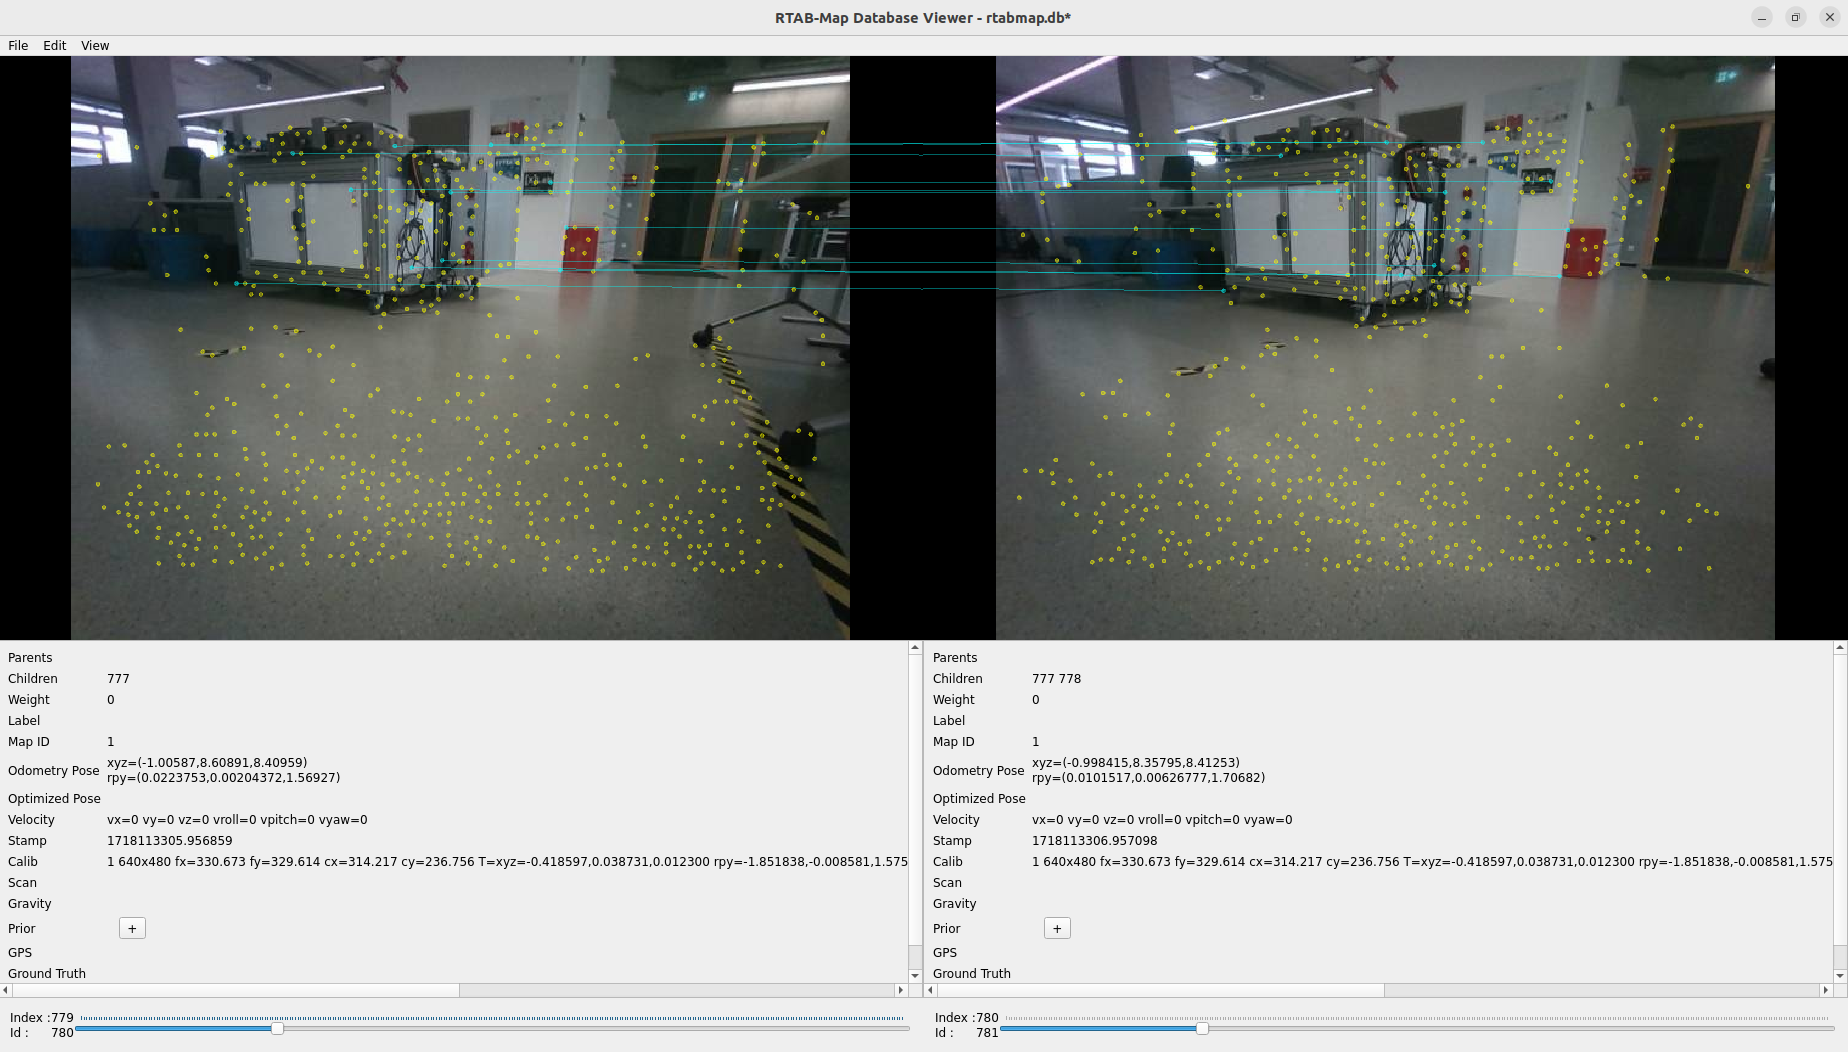 RTAB-Map Database Viewer - rtabmap.db*
File Edit View
Parents
Children 777
Weight 0
Label
Map ID 1
Odometry Pose xyz=(-1.00587,8.60891,8.40959)
rpy=(0.0223753,0.00204372,1.56927)
Optimized Pose
Velocity vx=0 vy=0 vz=0 vroll=0 vpitch=0 vyaw=0
Stamp 1718113305.956859
Calib 1 640x480 fx=330.673 fy=329.614 cx=314.217 cy=236.756 T=xyz=-0.418597,0.038731,0.012300 rpy=-1.851838,-0.008581,1.575
Scan
Gravity
Prior +
GPS
Ground Truth
Index :779
Id : 780
Parents
Children 777 778
Weight 0
Label
Map ID 1
Odometry Pose xyz=(-0.998415,8.35795,8.41253)
rpy=(0.0101517,0.00626777,1.70682)
Optimized Pose
Velocity vx=0 vy=0 vz=0 vroll=0 vpitch=0 vyaw=0
Stamp 1718113306.957098
Calib 1 640x480 fx=330.673 fy=329.614 cx=314.217 cy=236.756 T=xyz=-0.418597,0.038731,0.012300 rpy=-1.851838,-0.008581,1.575
Scan
Gravity
Prior +
GPS
Ground Truth
Index :780
Id : 781